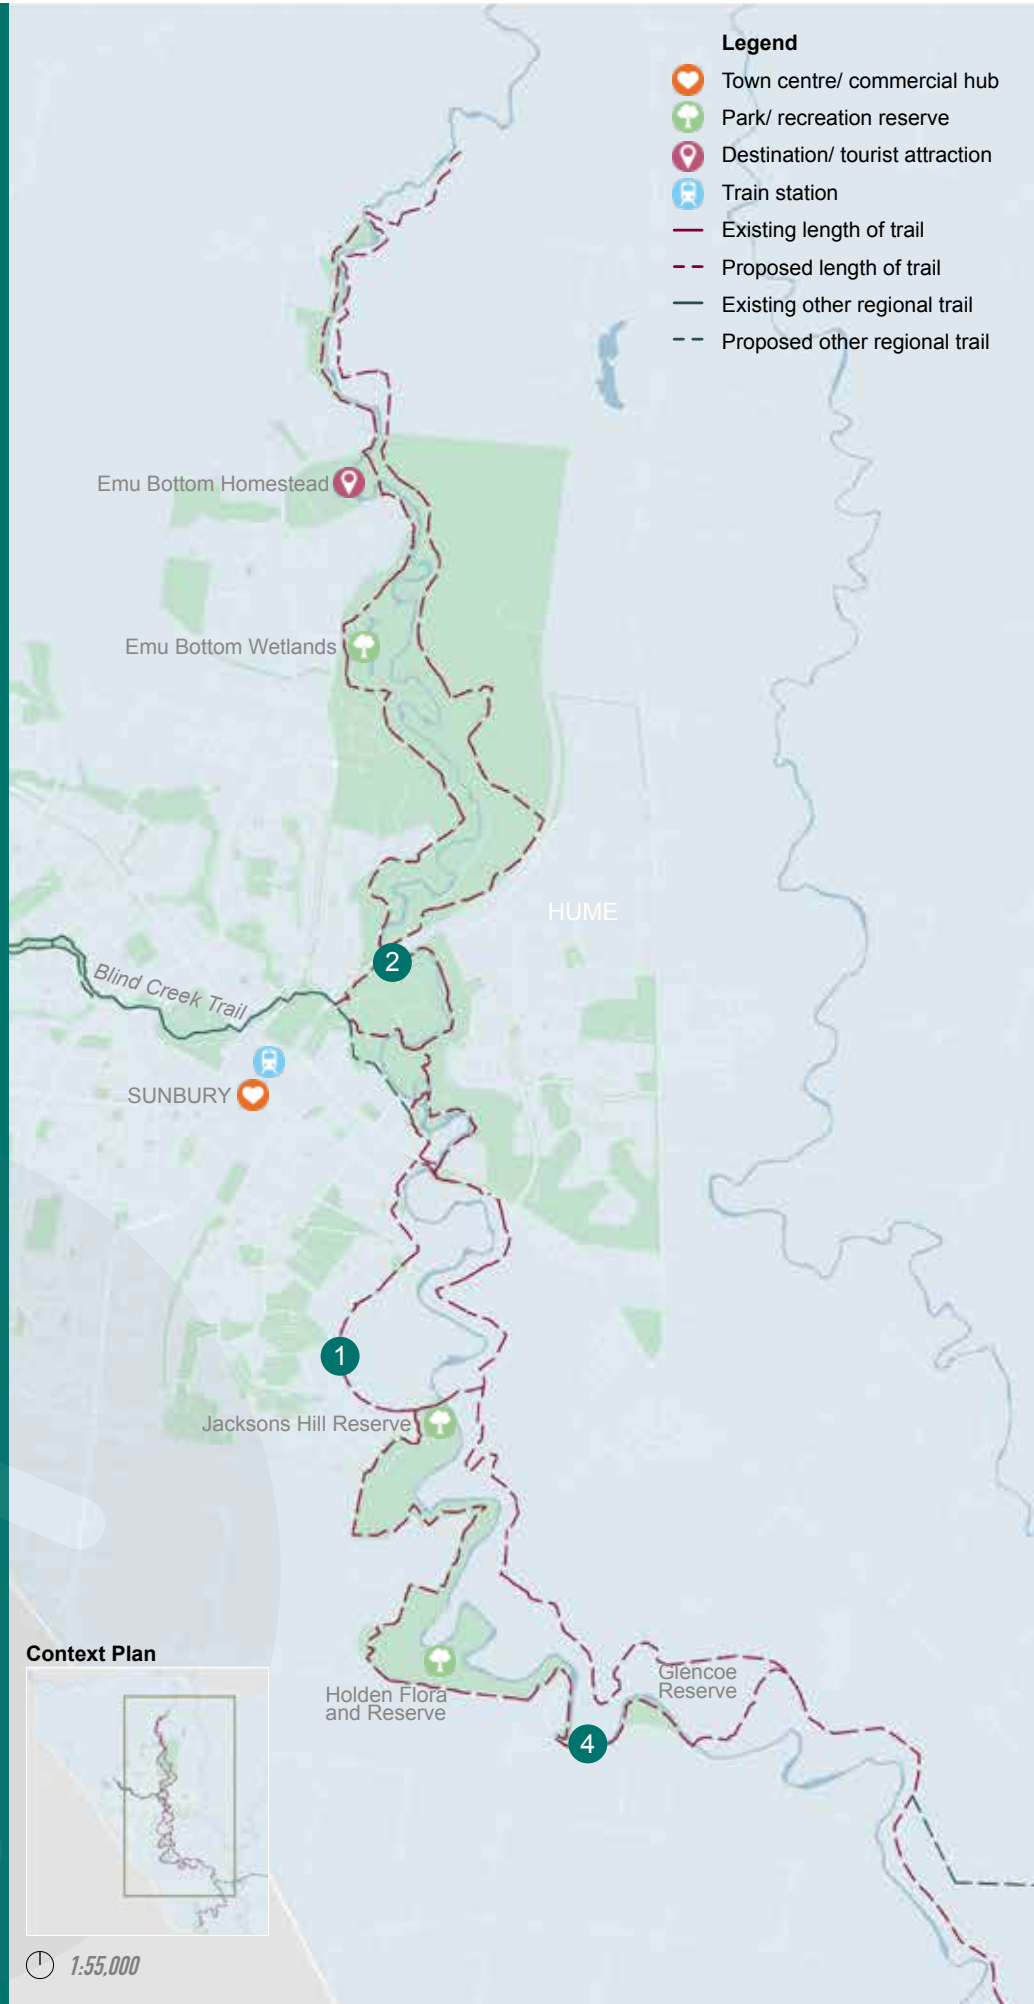 Legend
Town centre/ commercial hub
Park/ recreation reserve
Destination/ tourist attraction
Train station
Existing length of trail
Proposed length of trail
Existing other regional trail
Proposed other regional trail
Emu Bottom Homestead
Emu Bottom Wetlands
HUME
2
Blind Creek Trail
SUNBURY
1
Jacksons Hill Reserve
Context Plan
Glencoe
Reserve
Holden Flora
and Reserve
4
1:55,000